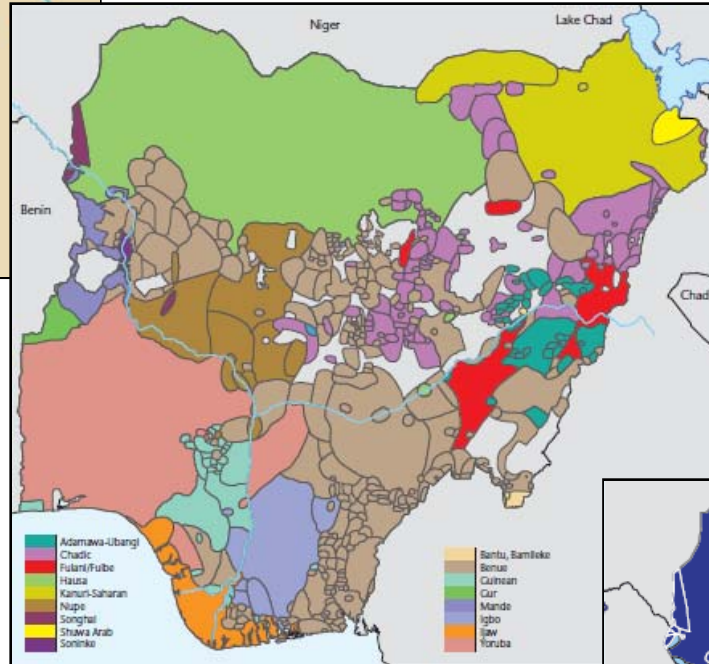 Niger
Lake Chad
Benin
Chad
Adamawa-Ubangi
Chadic
Fulani/Fulbe
Hausa
Kanuri-Saharan
Nupe
Songhai
Shuwa Arab
Soninke
Bantu, Bamileke
Benue
Guinean
Gur
Mande
Igbo
Ijaw
Yoruba